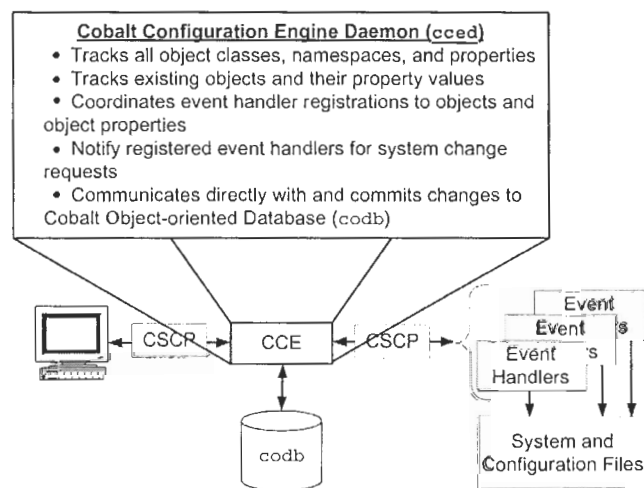 Cobalt Configuration Engine Daemon (cced)
• Tracks all object classes, namespaces, and properties
• Tracks existing objects and their property values
• Coordinates event handler registrations to objects and
object properties
• Notify registered event handlers for system change
requests
• Communicates directly with and commits changes to
Cobalt Object-oriented Database (codb)
CSCP
CCE
CSCP
Event
Event
rs
Event
rs
Handlers
codb
System and
Configuration Files